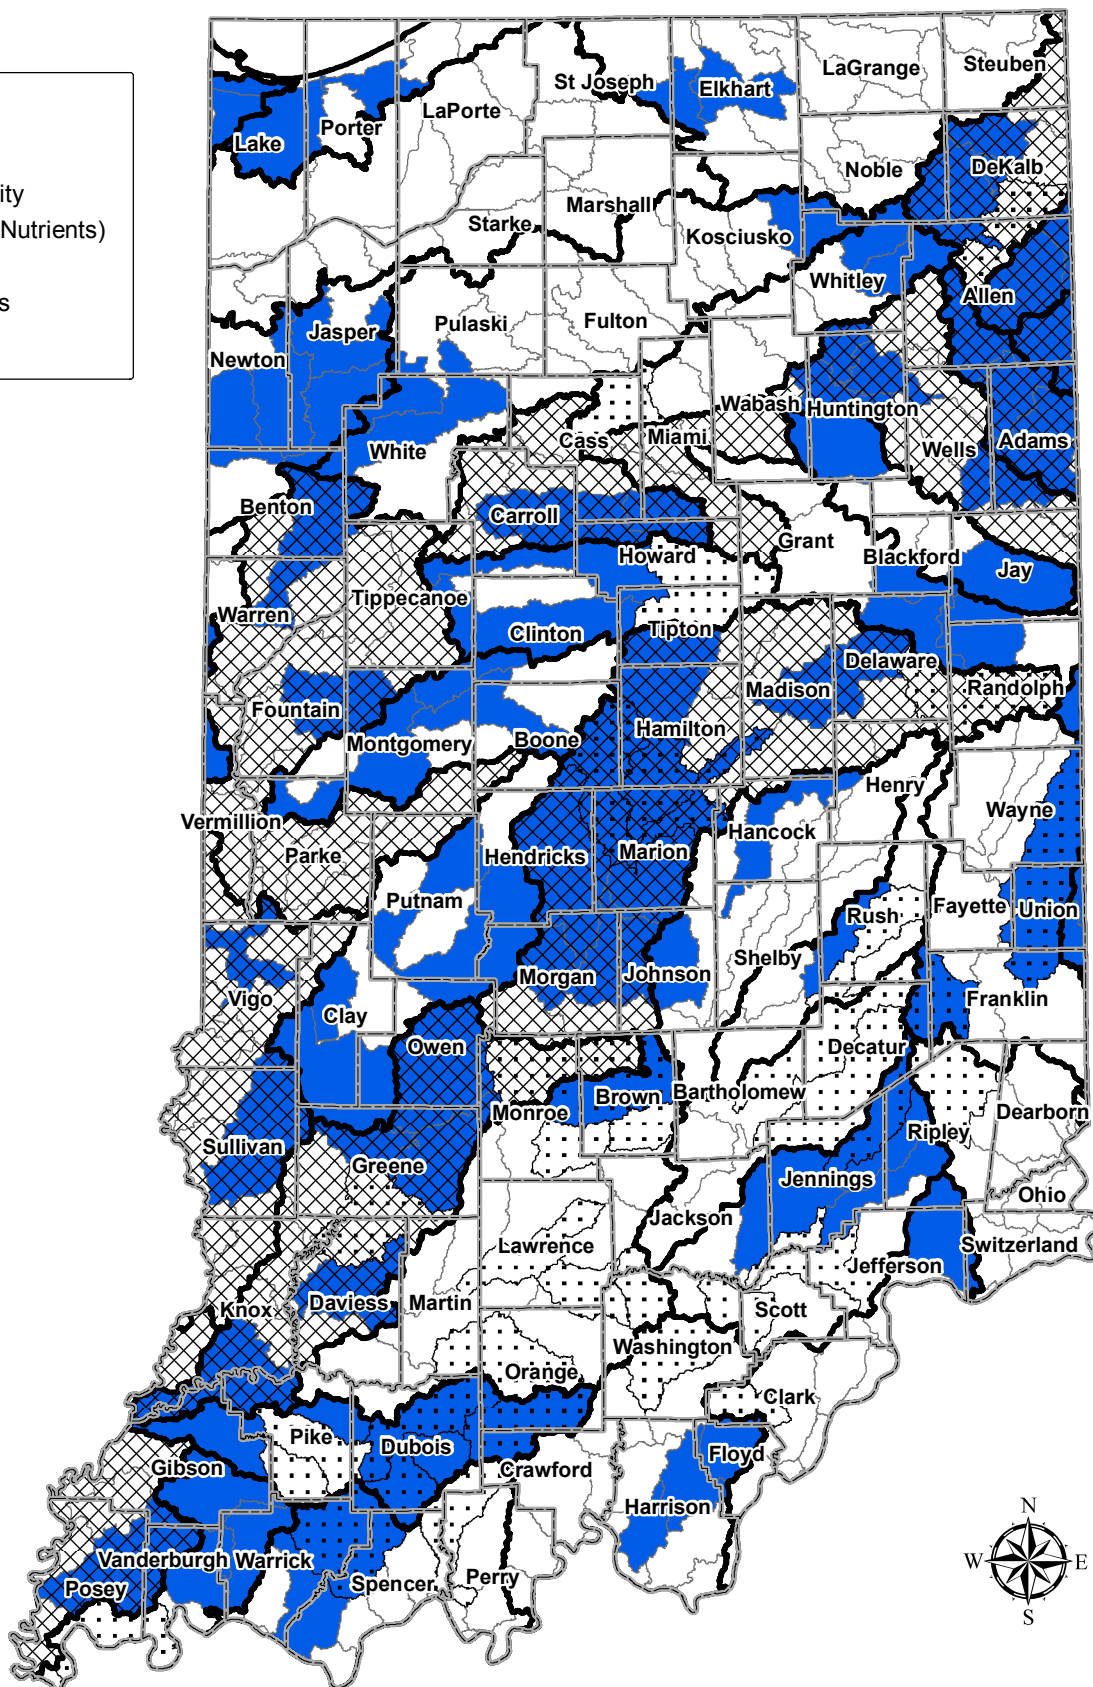 ity
Nutrients)
s
Steuben
LaGrange
St Joseph
Elkhart
LaPorte
Porter
Lake
DeKalb
Noble
Marshall
Starke
Kosciusko
Whitley
Allen
Pulaski
Fulton
Jasper
Newton
Wabash
Huntington
Miami
Cass
Wells
Adams
White
Benton
Carroll
Grant
Howard
Blackford
Jay
Tippecanoe
Warren
Clinton
Tipton
Delaware
Madison
Randolph
Fountain
Hamilton
Boone
Montgomery
Henry
Wayne
Vermillion
Hancock
Marion
Parke
Hendricks
Putnam
Rush
Fayette
Union
Shelby
Johnson
Morgan
Vigo
Clay
Franklin
Owen
Decatur
Bartholomew
Brown
Monroe
Dearborn
Ripley
Sullivan
Greene
Jennings
Ohio
Jackson
Lawrence
Switzerland
Jefferson
Knox
Daviess
Martin
Scott
Washington
Orange
Clark
Pike
Dubois
Floyd
Gibson
Crawford
Harrison
Vanderburgh
Warrick
Posey
Spencer
Perry
N
W
E
S